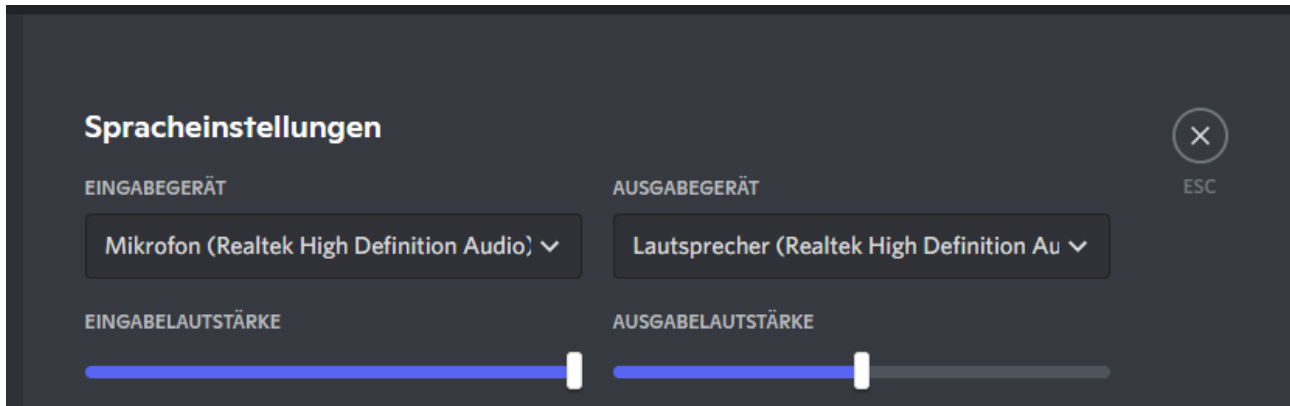 Spracheinstellungen
ESC
EINGABEGERÄT
AUSGABEGERÄT
Mikrofon (Realtek High Definition Audio)
Lautsprecher (Realtek High Definition Au
EINGABELAUTSTÄRKE
AUSGABELAUTSTÄRKE